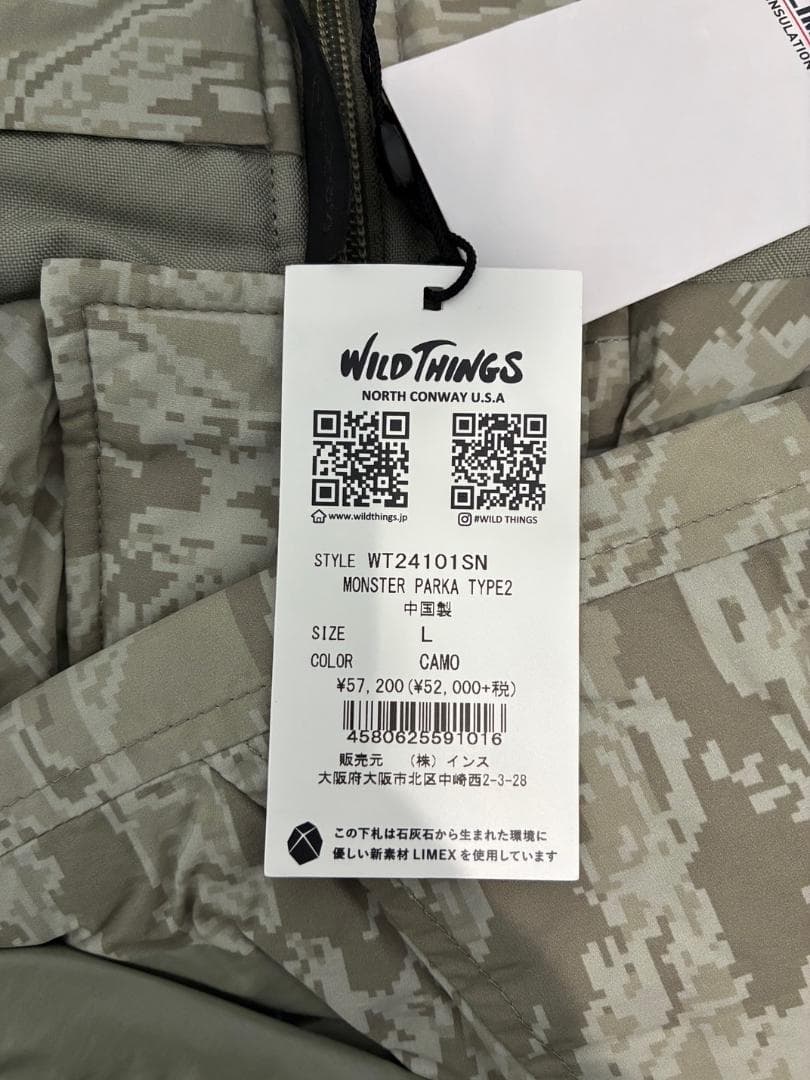 INSULATION
WILD THINGS
NORTH CONWAY U.S.A
www.wildthings.jp
#WILD THINGS
STYLE WT24101SN
MONSTER PARKA TYPE2
中国製
SIZE L
COLOR CAMO
¥57,200(¥52,000+税)
4580625591016
販売元 (株) インス
大阪府大阪市北区中崎西2-3-28
この下札は石灰石から生まれた環境に
優しい新素材 LIMEX を使用しています